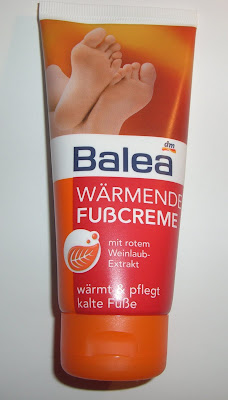 dm
Balea
WÄRMENDE
FUẞCREME
mit rotem
Weinlaub-
Extrakt
wärmt & pflegt
kalte Füße